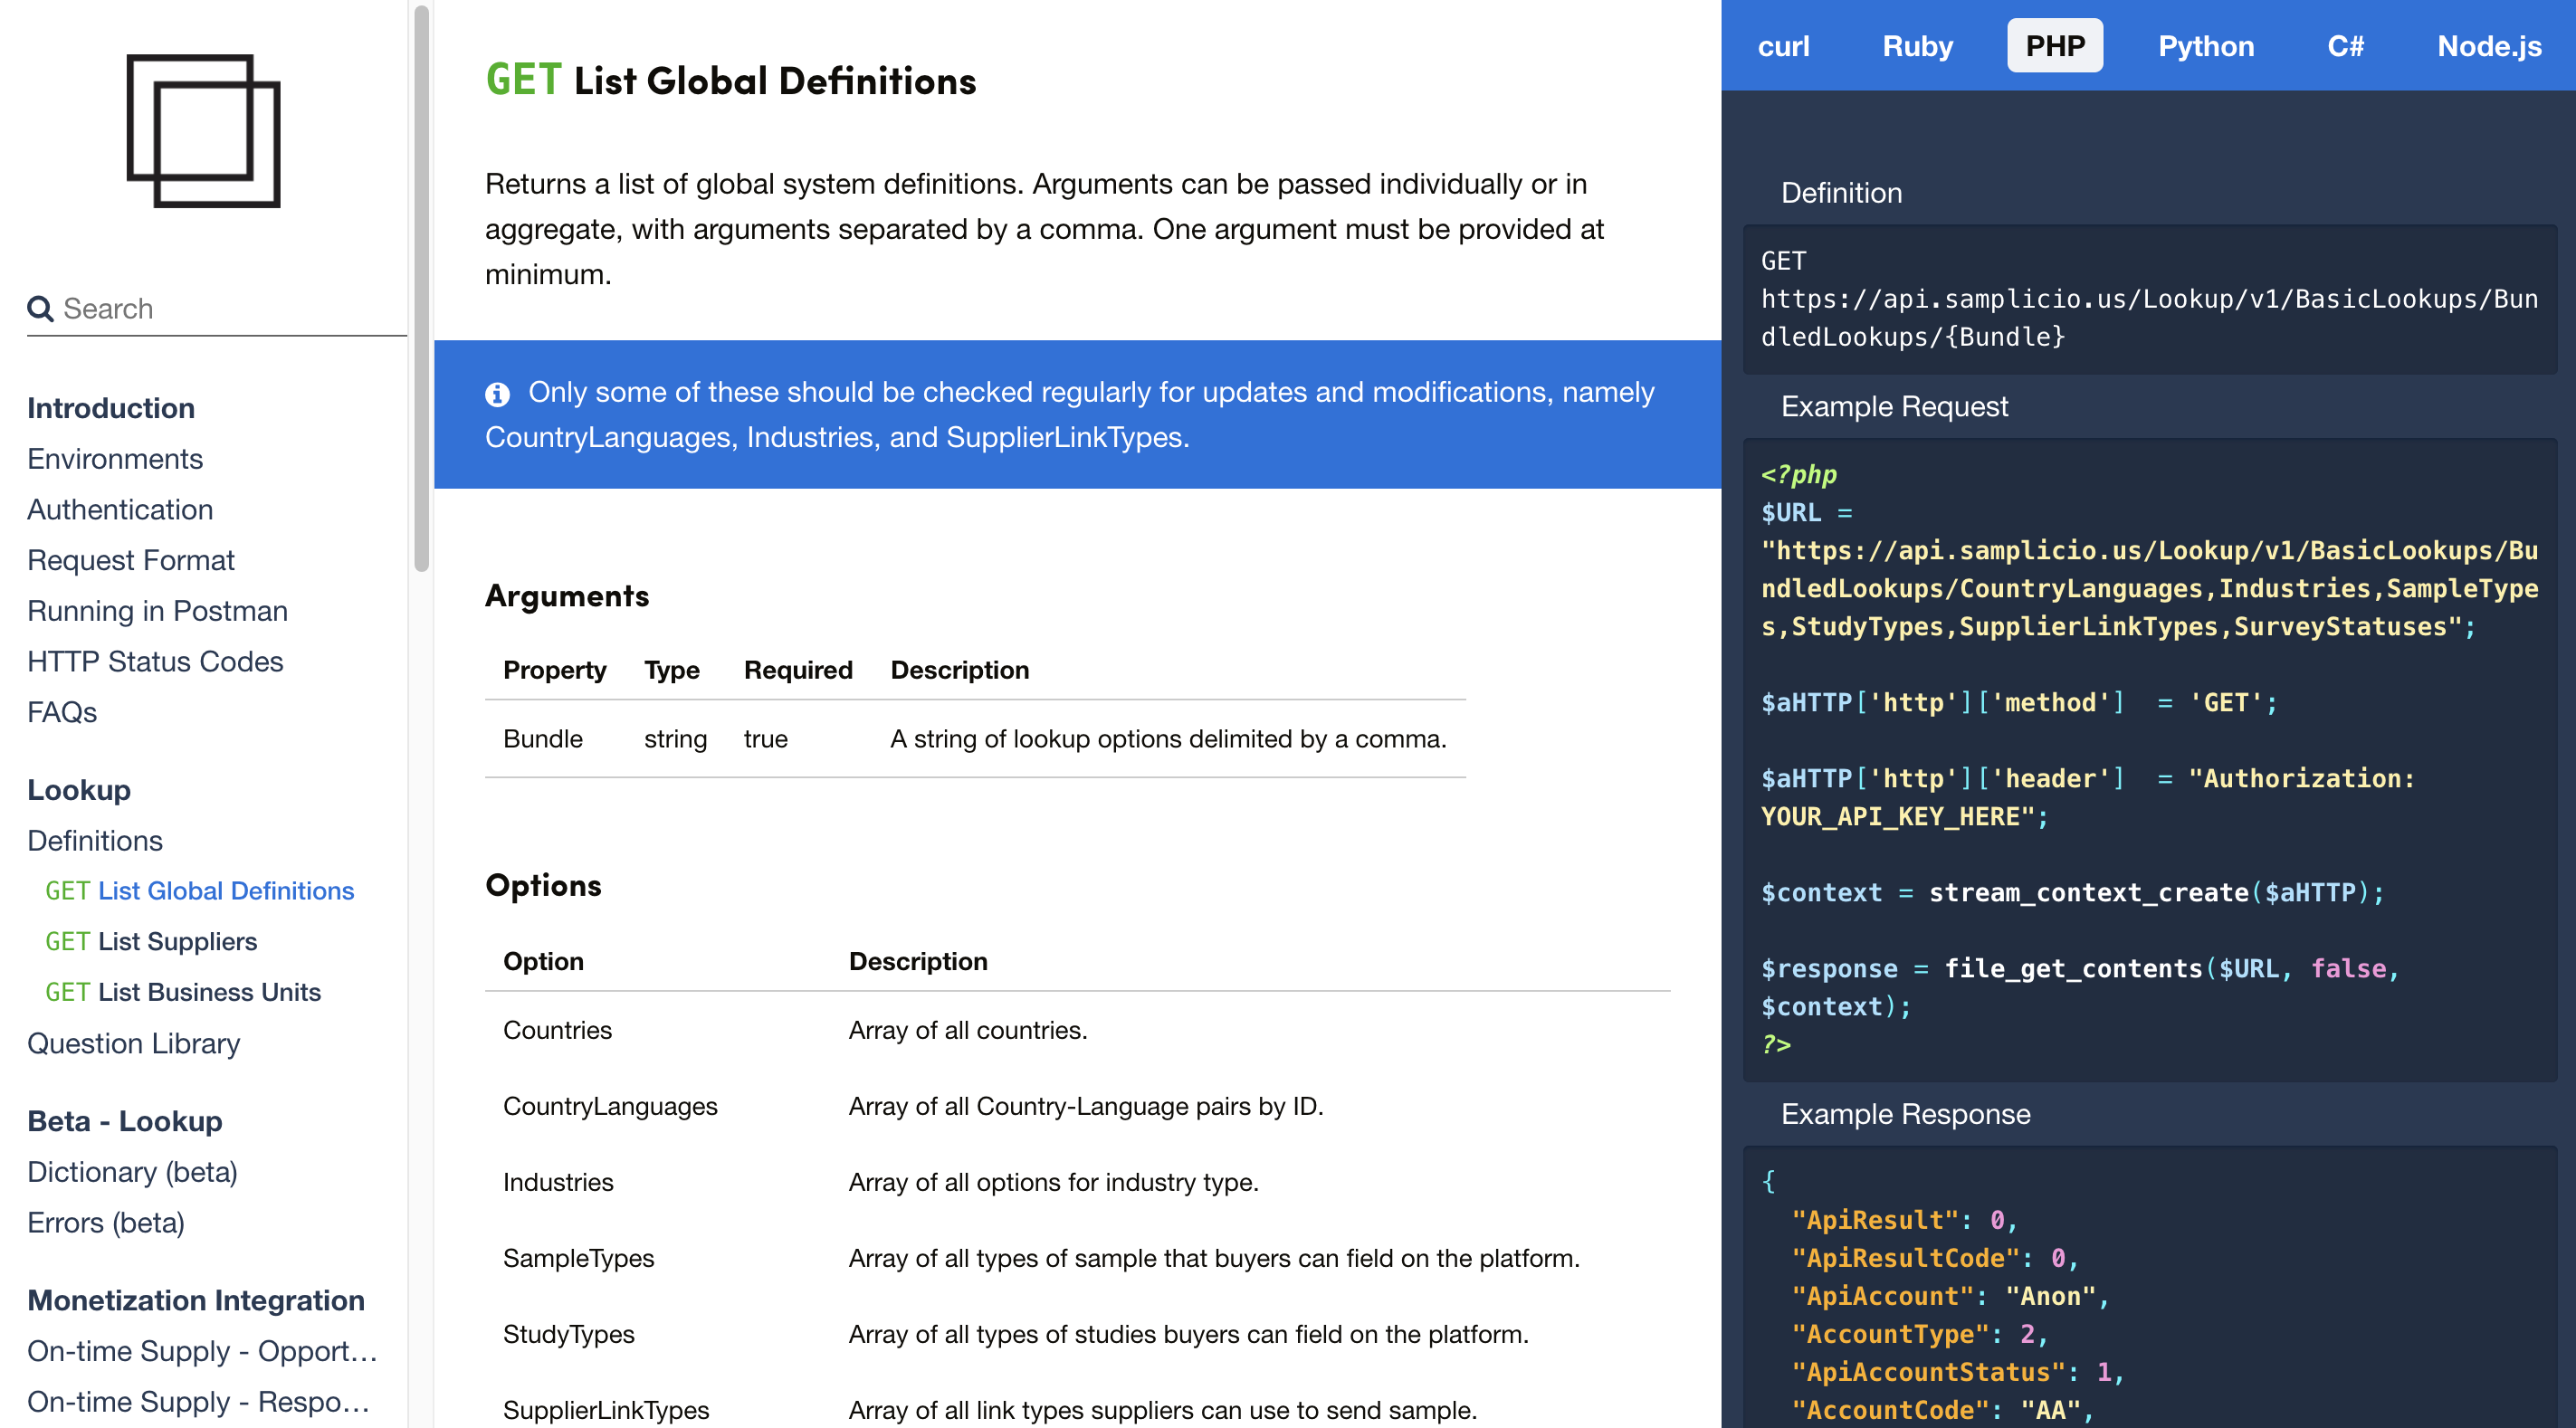 Search
Introduction
Environments
Authentication
Request Format
Running in Postman
HTTP Status Codes
FAQs
Lookup
Definitions
GET List Global Definitions
GET List Suppliers
GET List Business Units
Question Library
Beta - Lookup
Dictionary (beta)
Errors (beta)
Monetization Integration
On-time Supply - Opport...
On-time Supply - Respo...
GET List Global Definitions
Returns a list of global system definitions. Arguments can be passed individually or in
aggregate, with arguments separated by a comma. One argument must be provided at
minimum.
Only some of these should be checked regularly for updates and modifications, namely
CountryLanguages, Industries, and SupplierLinkTypes.
Arguments
Property Type Required Description
Bundle string true A string of lookup options delimited by a comma.
Options
Option Description
Countries Array of all countries.
CountryLanguages Array of all Country-Language pairs by ID.
Industries Array of all options for industry type.
SampleTypes Array of all types of sample that buyers can field on the platform.
StudyTypes Array of all types of studies buyers can field on the platform.
SupplierLinkTypes Array of all link types suppliers can use to send sample.
curl Ruby PHP Python C# Node.js
Definition
GET
https://api.samplicio.us/Lookup/v1/BasicLookups/Bun
dledLookups/{Bundle}
Example Request
<?php
$URL =
"https://api.samplicio.us/Lookup/v1/BasicLookups/Bu
ndledLookups/CountryLanguages,Industries,SampleType
s,StudyTypes,SupplierLinkTypes,SurveyStatuses";
$aHTTP['http']['method']  = 'GET';
$aHTTP['http']['header']  = "Authorization:
YOUR_API_KEY_HERE";
$context = stream_context_create($aHTTP);
$response = file_get_contents($URL, false,
$context);
?>
Example Response
{
"ApiResult": 0,
"ApiResultCode": 0,
"ApiAccount": "Anon",
"AccountType": 2,
"ApiAccountStatus": 1,
"AccountCode": "AA",